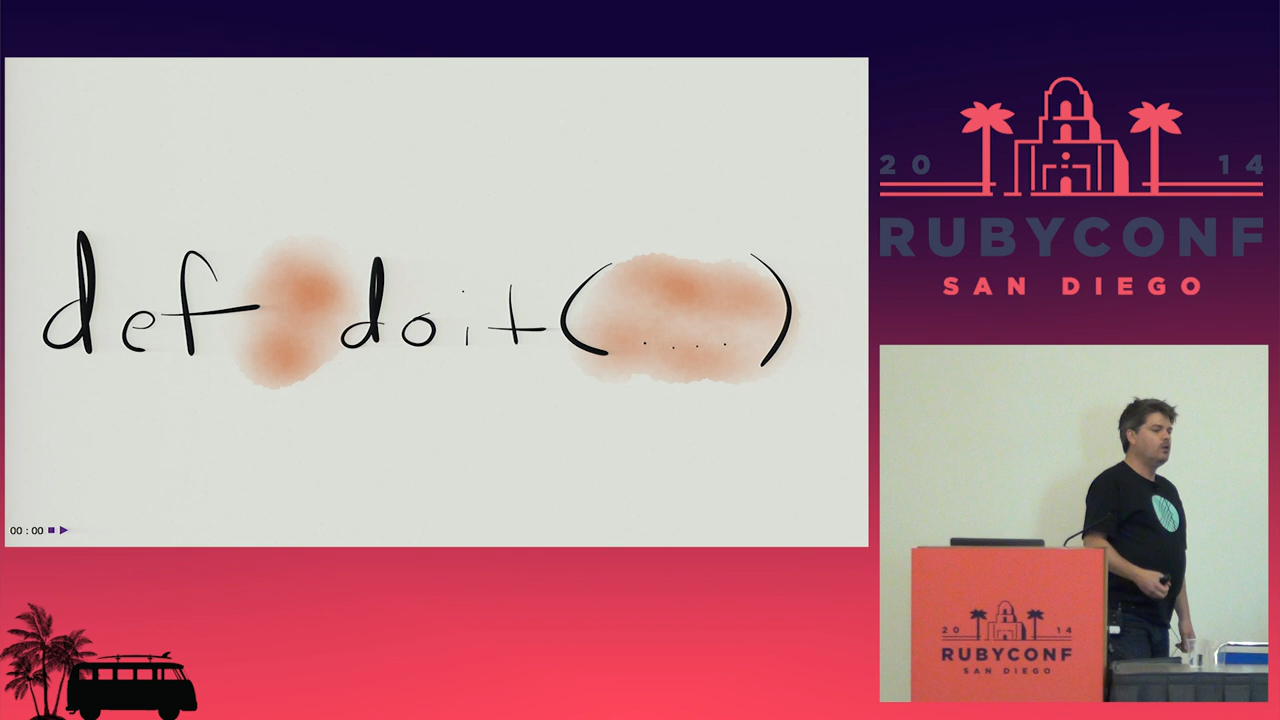 def doit(....)
00 : 00
20 14
RUBYCONF
SAN DIEGO
20 14
RUBYCONF
SAN DIEGO